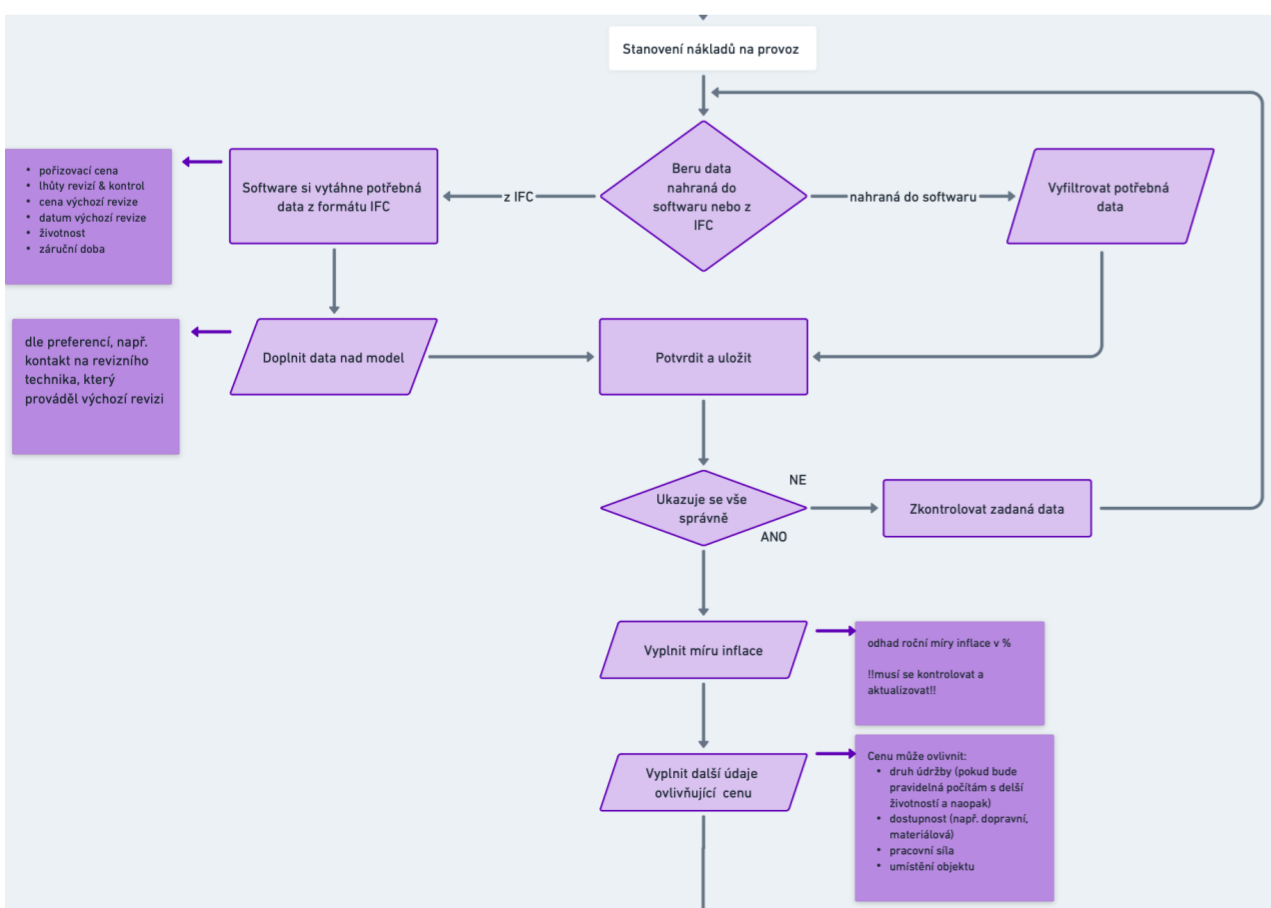 Stanovení nákladů na provoz
Beru data
nahraná do
softwaru nebo z
IFC
z IFC
nahraná do softwaru
Software si vytáhne potřebná
data z formátu IFC
• pořizovací cena
• lhůty revizí & kontrol
• cena výchozí revize
• datum výchozí revize
• životnost
• záruční doba
Vyfiltrovat potřebná
data
dle preferencí, např.
kontakt na revizního
technika, který
prováděl výchozí revizi
Doplnit data nad model
Potvrdit a uložit
Ukazuje se vše
správně
NE
ANO
Zkontrolovat zadaná data
Vyplnit míru inflace
odhad roční míry inflace v %
!!musí se kontrolovat a
aktualizovat!!
Vyplnit další údaje
ovlivňující cenu
Cenu může ovlivnit:
• druh údržby (pokud bude
pravidelná počítám s delší
životností a naopak)
• dostupnost (např. dopravní,
materiálová)
• pracovní síla
• umístění objektu